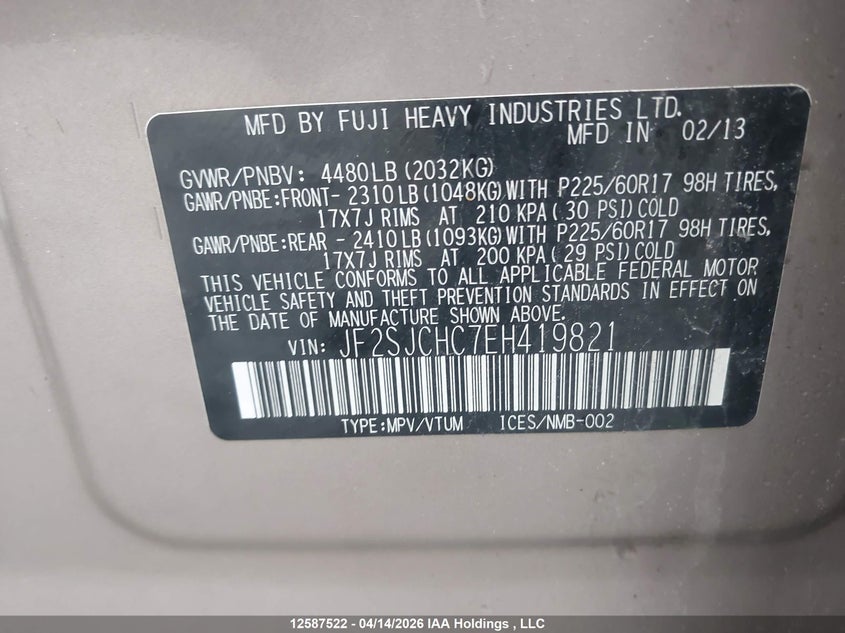 MFD BY FUJI HEAVY INDUSTRIES LTD.
MFD IN 02/13
GVWR/PNBV: 4480LB (2032KG)
GAWR/PNBE:FRONT- 2310LB (1048KG) WITH P225/60R17 98H TIRES,
17X7J RIMS AT 210 KPA ( 30 PSI) COLD
GAWR/PNBE:REAR - 2410LB (1093KG) WITH P225/60R17 98H TIRES,
17X7J RIMS AT 200 KPA ( 29 PSI) COLD
THIS VEHICLE CONFORMS TO ALL APPLICABLE FEDERAL MOTOR
VEHICLE SAFETY AND THEFT PREVENTION STANDARDS IN EFFECT ON
THE DATE OF MANUFACTURE SHOWN ABOVE.
VIN: JF2SJCHC7EH419821
TYPE:MPV/VTUM ICES/NMB-002
12587522 - 04/14/2026 IAA Holdings , LLC